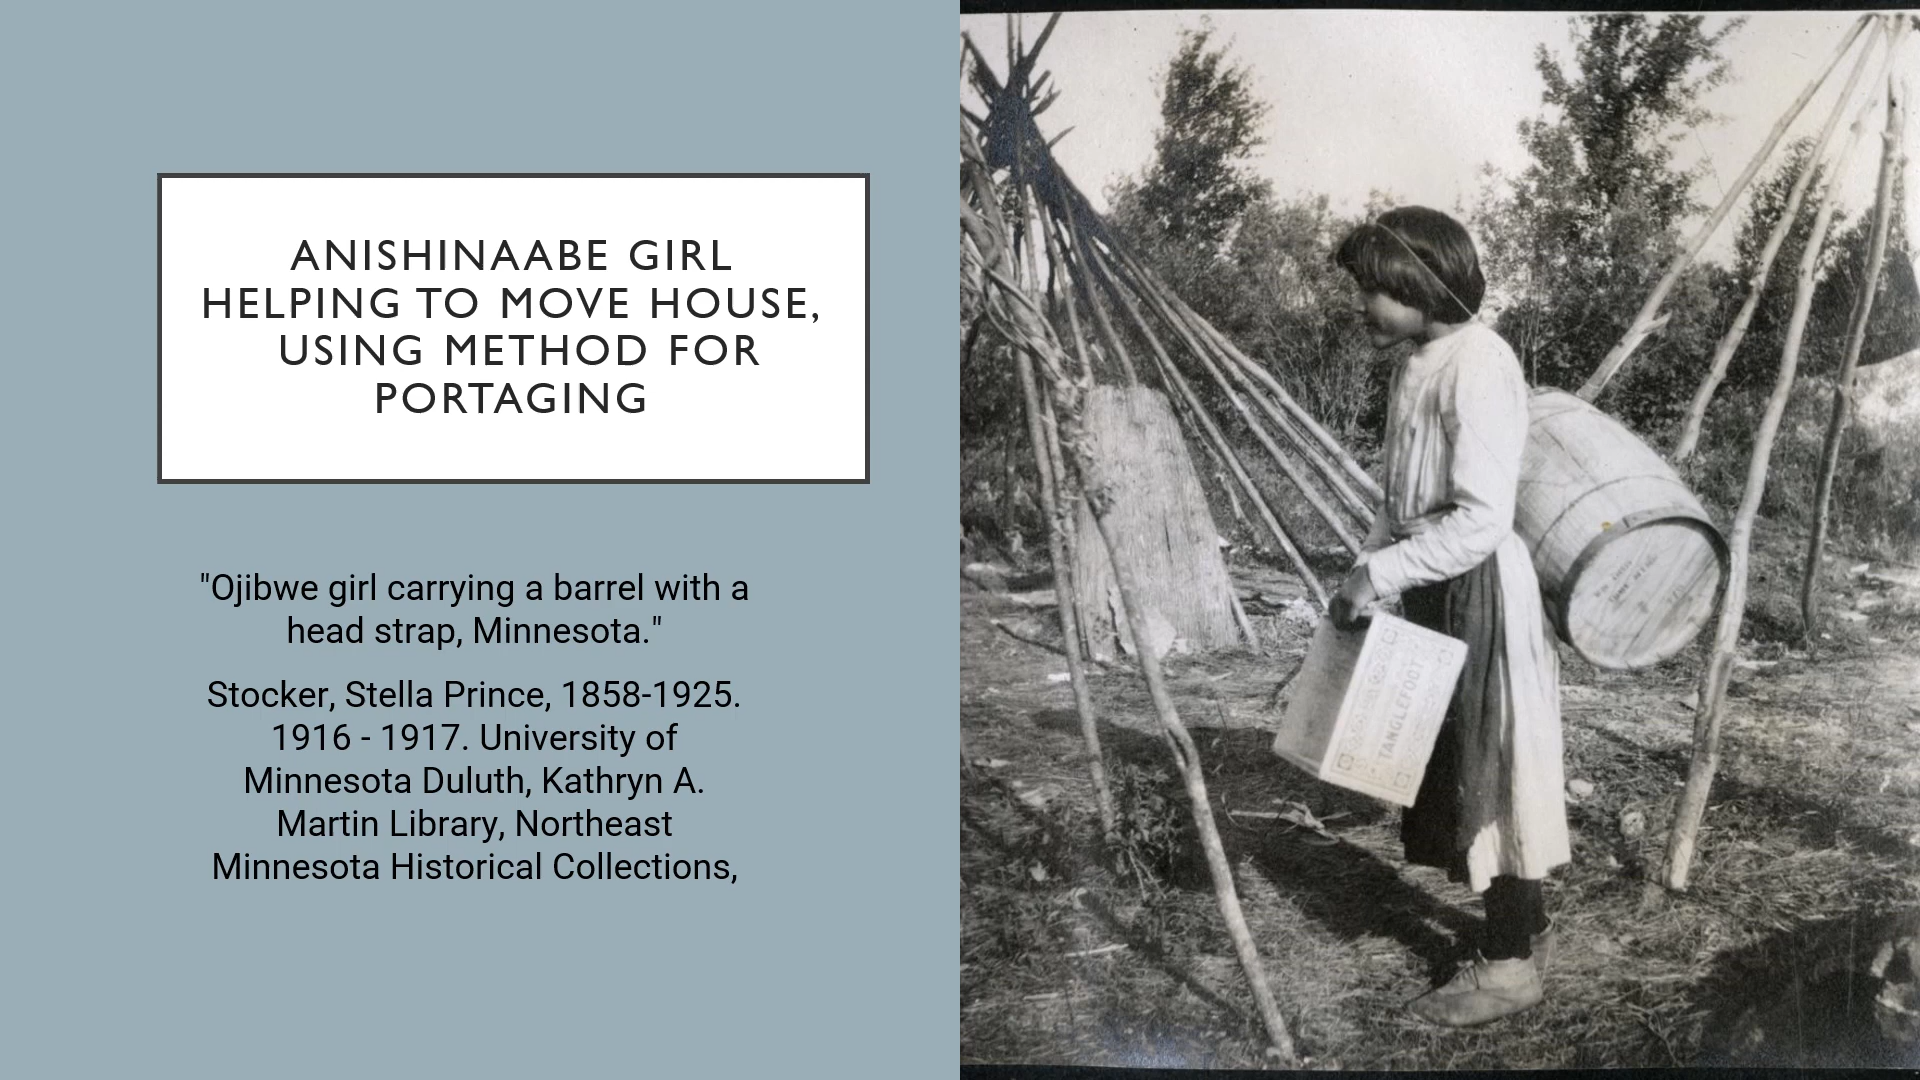 ANISHINAABE GIRL
HELPING TO MOVE HOUSE,
USING METHOD FOR
PORTAGING
"Ojibwe girl carrying a barrel with a
head strap, Minnesota."
Stocker, Stella Prince, 1858-1925.
1916 - 1917. University of
Minnesota Duluth, Kathryn A.
Martin Library, Northeast
Minnesota Historical Collections,
TANGLEFOOT